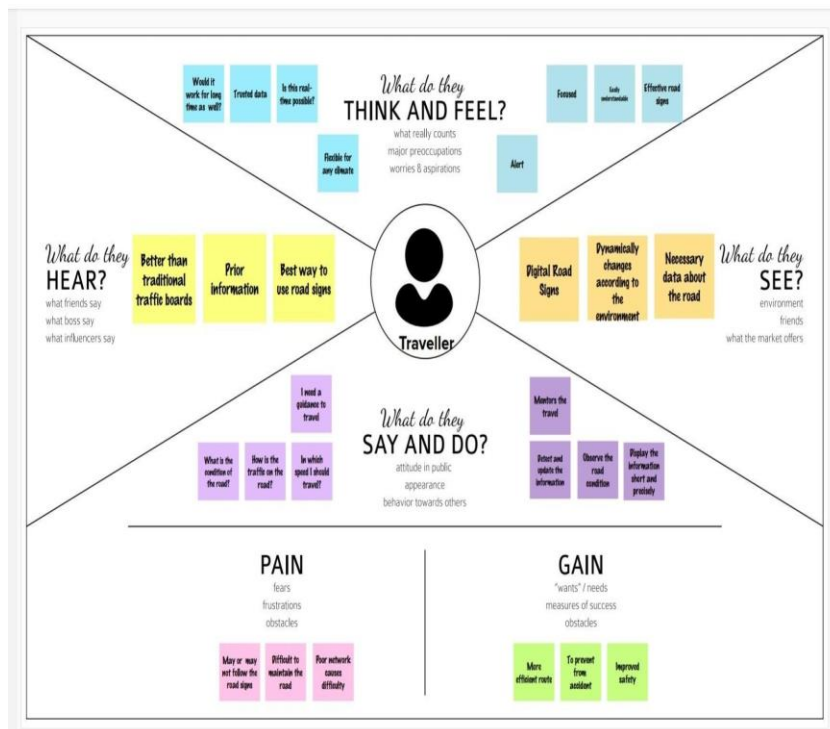 What do they
THINK AND FEEL?
what really counts
major preoccupations
worries & aspirations
Would it
work for long
time as well?
Trusted data
Is this real-
time possible?
Flexible for
any climate
Focused
Easily
understandable
Effective road
signs
Alert
What do they
HEAR?
what friends say
what boss say
what influencers say
Better than
traditional
traffic boards
Prior
information
Best way to
use road signs
Traveller
Digital Road
Signs
Dynamically
changes
according to
the
environment
Necessary
data about
the road
What do they
SEE?
environment
friends
what the market offers
What do they
SAY AND DO?
attitude in public
appearance
behavior towards others
I need a
guidance to
travel
What is the
condition of
the road?
How is the
traffic on the
road?
In which
speed I should
travel?
Mentors the
travel
Detect and
update the
information
Observe the
road
condition
Display the
information
short and
precisely
PAIN
fears
frustrations
obstacles
May or may
not follow the
road signs
Difficult to
maintain the
road
Poor network
causes
difficulty
GAIN
"wants" / needs
measures of success
obstacles
More
efficient route
To prevent
from
accident
Improved
safety